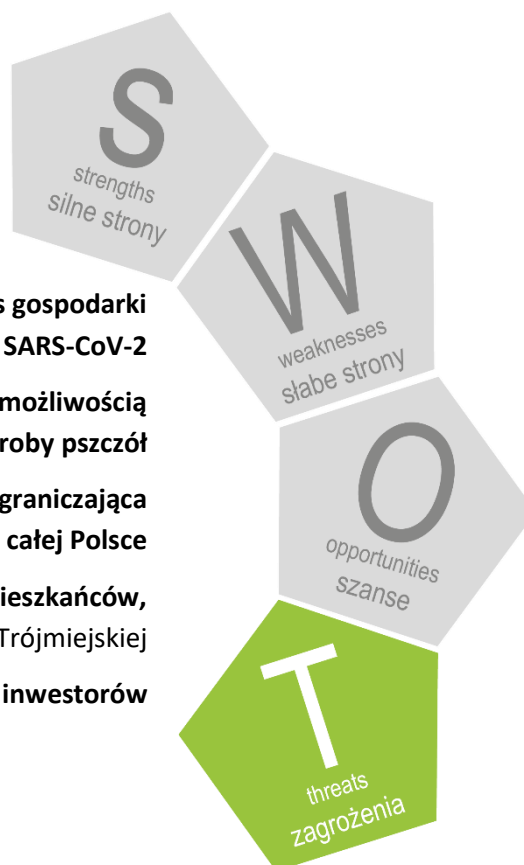 S
strengths
silne strony
W
weaknesses
słabe strony
O
opportunities
szanse
T
threats
zagrożenia
s gospodarki
SARS-CoV-2
możliwością
roby pszczół
graniczająca
całej Polsce
ieszkańców,
Trójmiejskiej
inwestorów